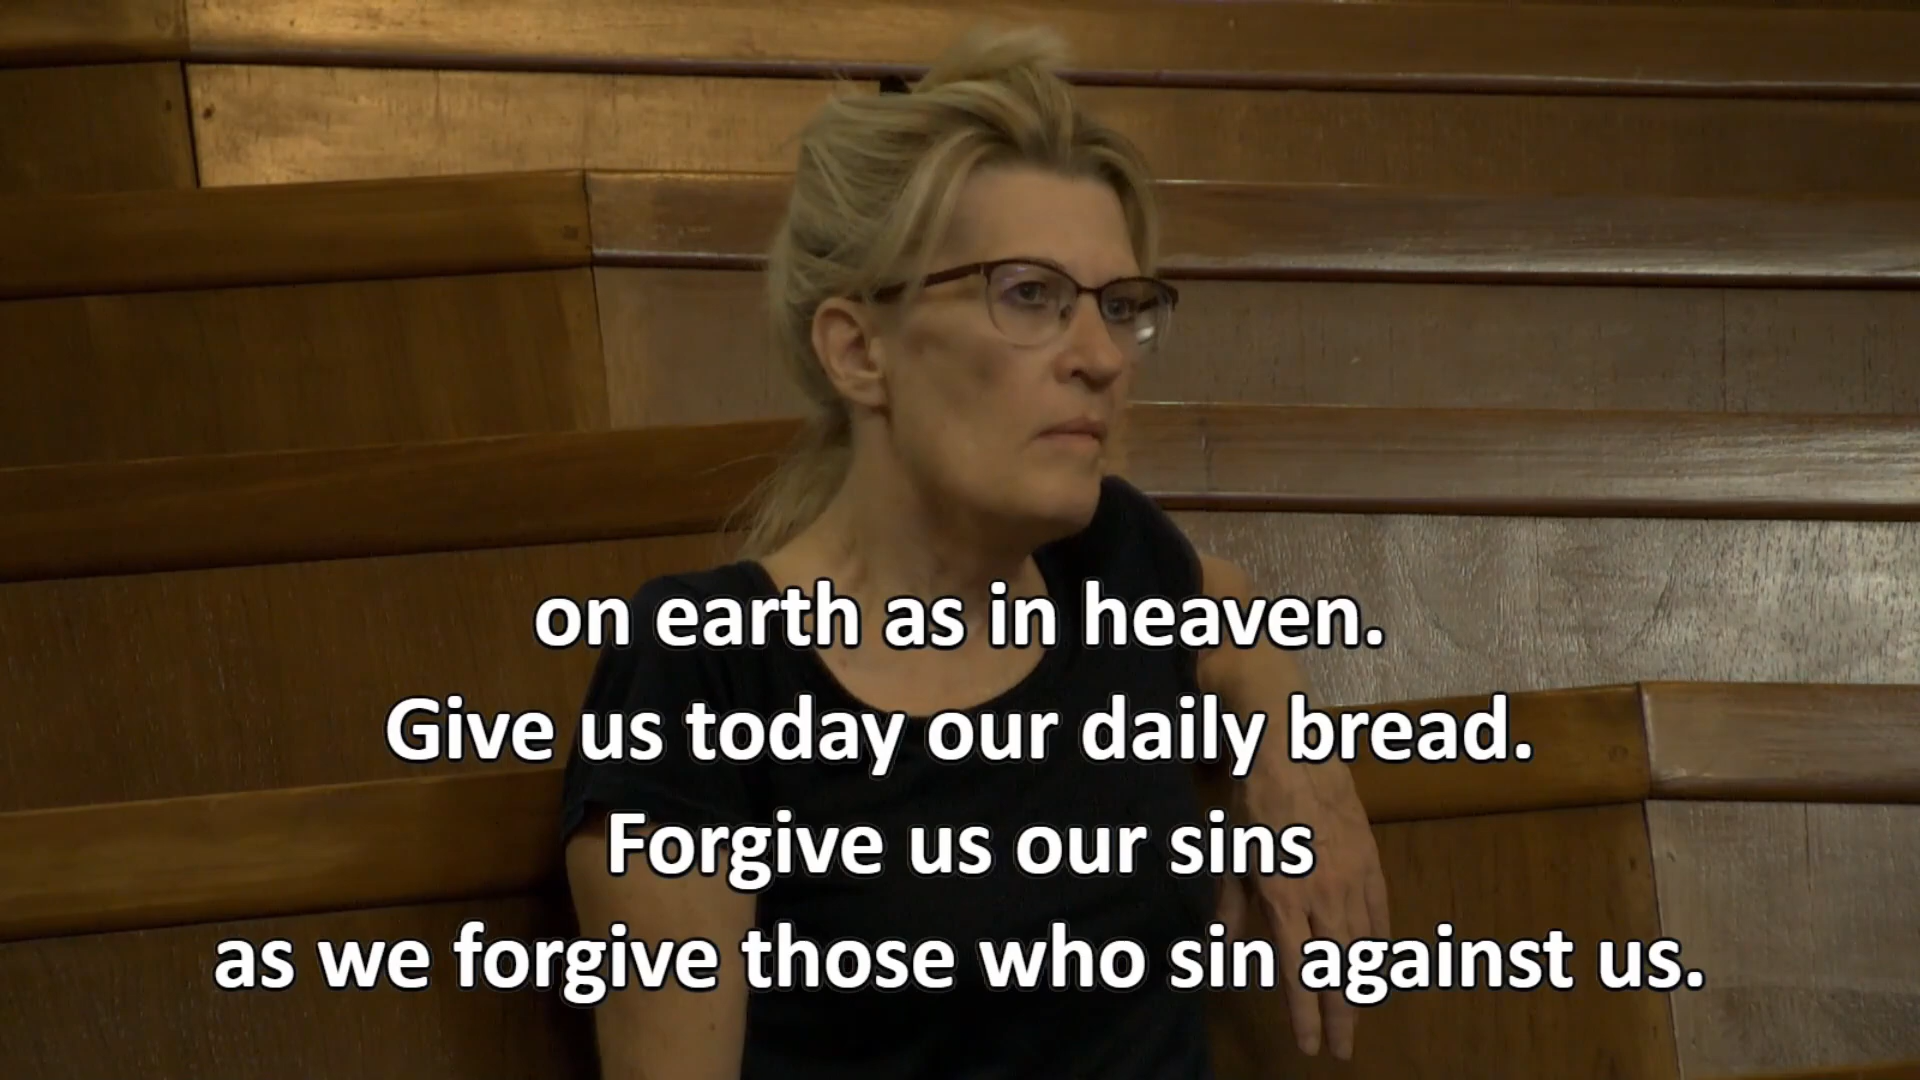 on earth as in heaven.
Give us today our daily bread.
Forgive us our sins
as we forgive those who sin against us.